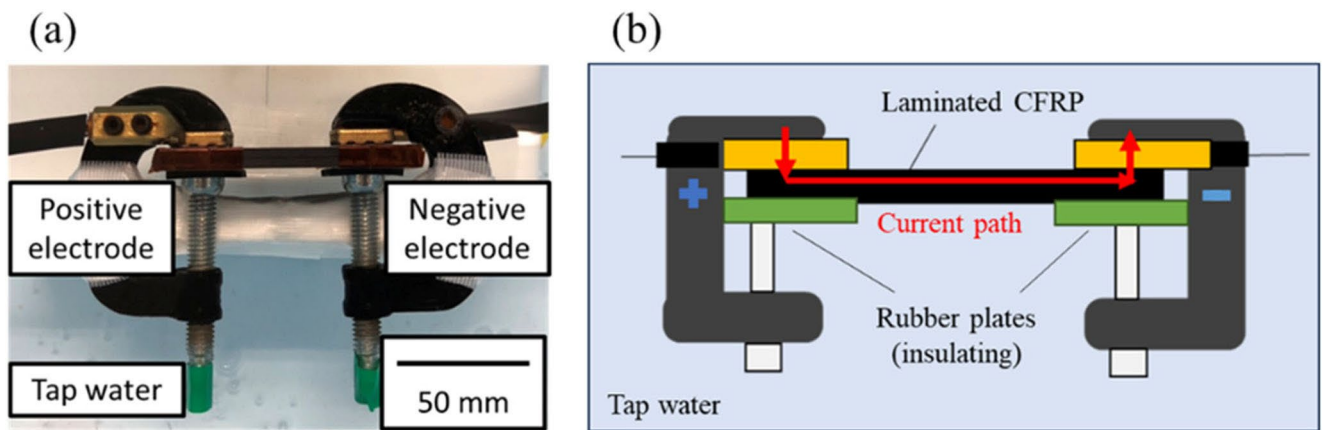 (a)
Positive
electrode
Negative
electrode
Tap water
50 mm
(b)
Laminated CFRP
+
-
Current path
Rubber plates
(insulating)
Tap water